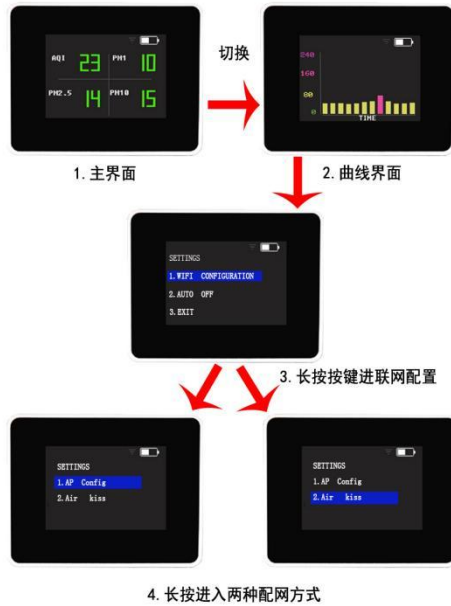 AQI 23 PM1 10
PM2.5 14 PM10 15
切换
240
160
80
0
TIME
1.主界面
2.曲线界面
SETTINGS
1.WIFI CONFIGURATION
2.AUTO OFF
3.EXIT
3.长按按键进联网配置
SETTINGS
1.AP Config
2.Air kiss
SETTINGS
1.AP Config
2.Air kiss
4.长按进入两种配网方式